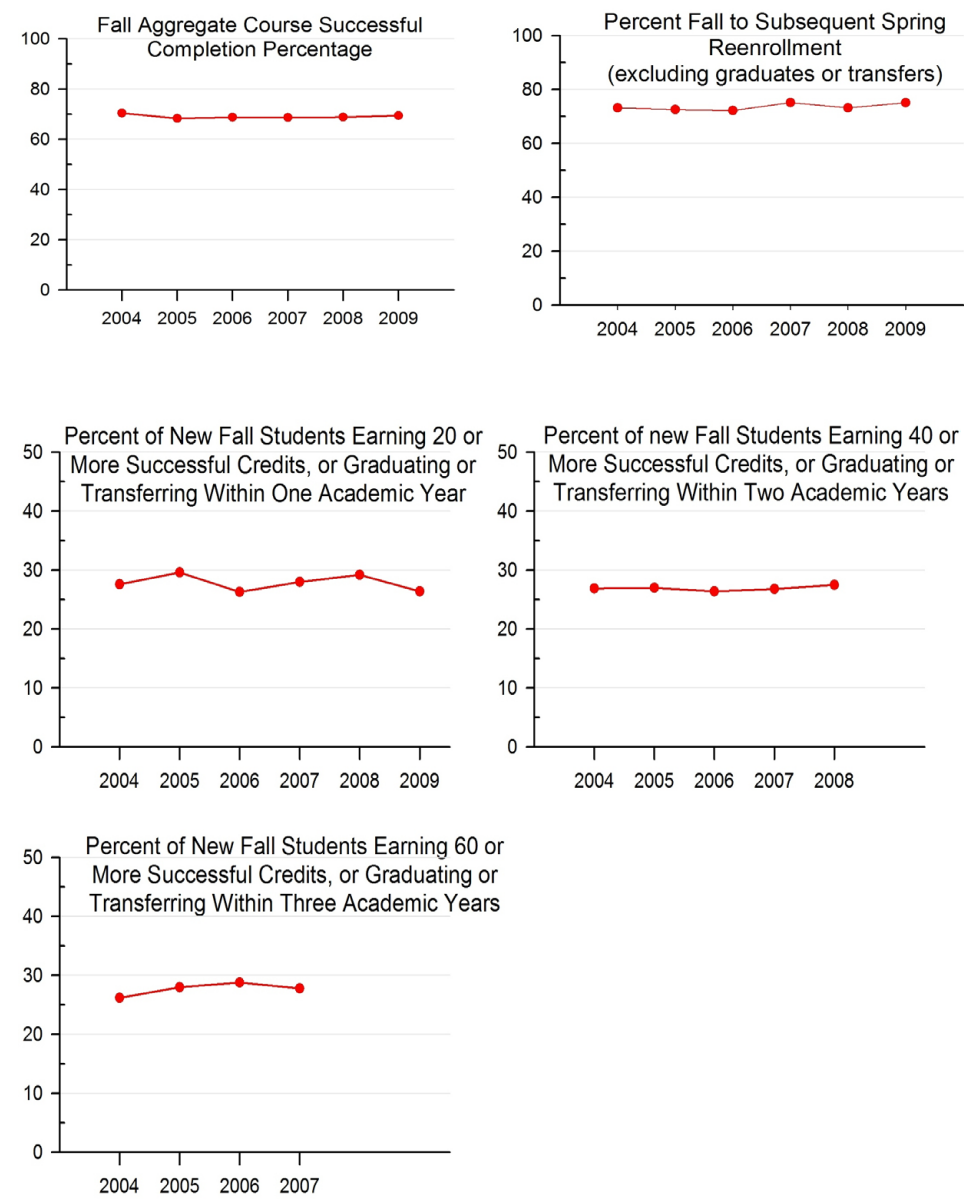 Fall Aggregate Course Successful
Completion Percentage
100
80
60
40
20
0
2004 2005 2006 2007 2008 2009
Percent Fall to Subsequent Spring
Reenrollment
(excluding graduates or transfers)
100
80
60
40
20
0
2004 2005 2006 2007 2008 2009
Percent of New Fall Students Earning 20 or
More Successful Credits, or Graduating or
Transferring Within One Academic Year
50
40
30
20
10
0
2004 2005 2006 2007 2008 2009
Percent of new Fall Students Earning 40 or
More Successful Credits, or Graduating or
Transferring Within Two Academic Years
50
40
30
20
10
0
2004 2005 2006 2007 2008
Percent of New Fall Students Earning 60 or
More Successful Credits, or Graduating or
Transferring Within Three Academic Years
50
40
30
20
10
0
2004 2005 2006 2007